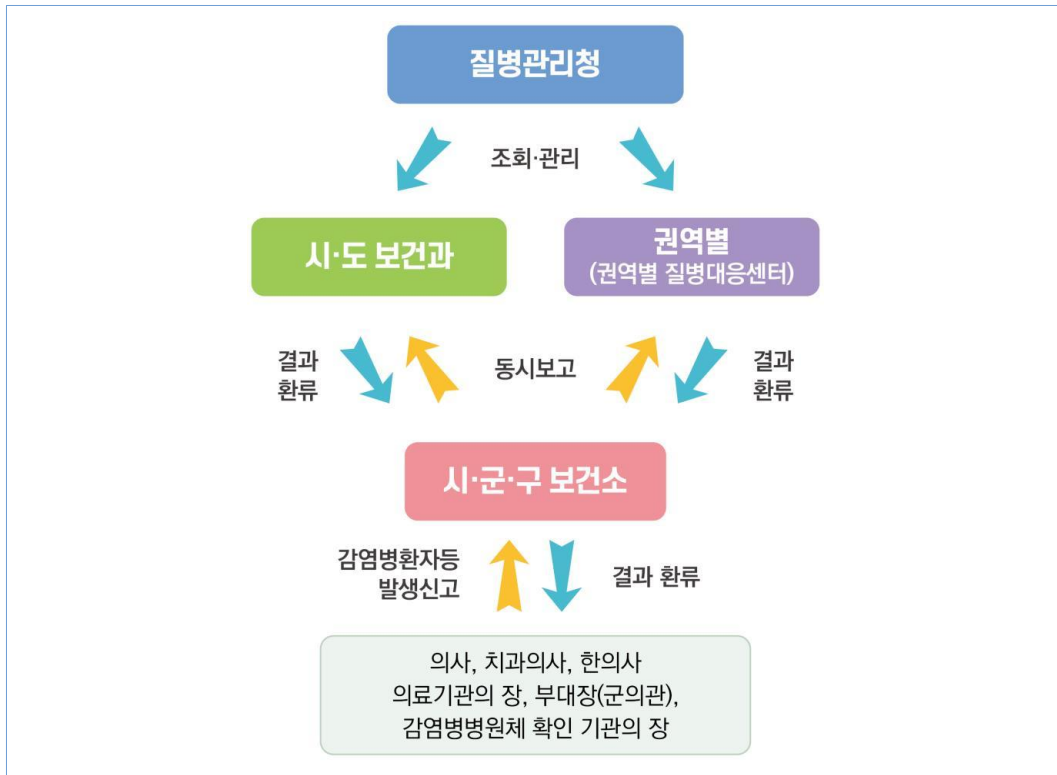 질병관리청
조회·관리
시·도 보건과
권역별
(권역별 질병대응센터)
결과
환류
동시보고
결과
환류
시·군·구 보건소
감염병환자등
발생신고
결과 환류
의사, 치과의사, 한의사
의료기관의 장, 부대장(군의관),
감염병병원체 확인 기관의 장